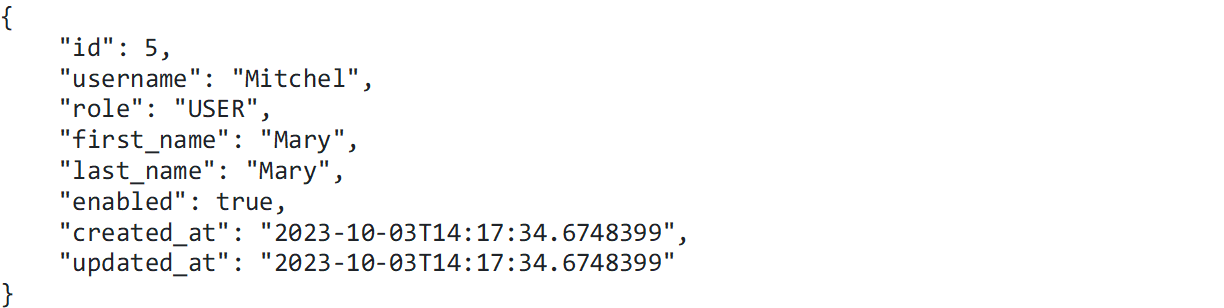 {
    "id": 5,
    "username": "Mitchel",
    "role": "USER",
    "first_name": "Mary",
    "last_name": "Mary",
    "enabled": true,
    "created_at": "2023-10-03T14:17:34.6748399",
    "updated_at": "2023-10-03T14:17:34.6748399"
}